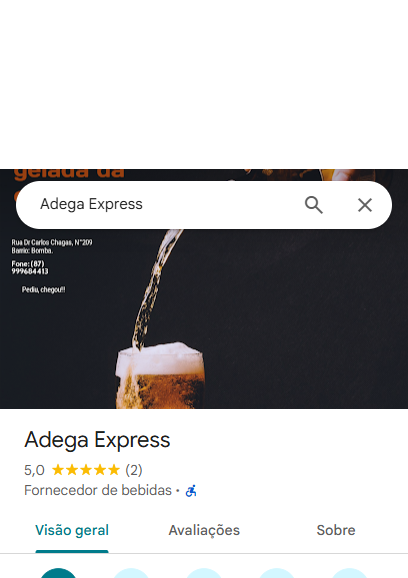 gelada da
Adega Express
Rua Dr Carlos Chagas, N°209
Barrio: Bomba.
Fone: (87)
999684413
Pediu, chegou!!
Adega Express
5,0 ★★★★★ (2)
Fornecedor de bebidas ·
Visão geral Avaliações Sobre